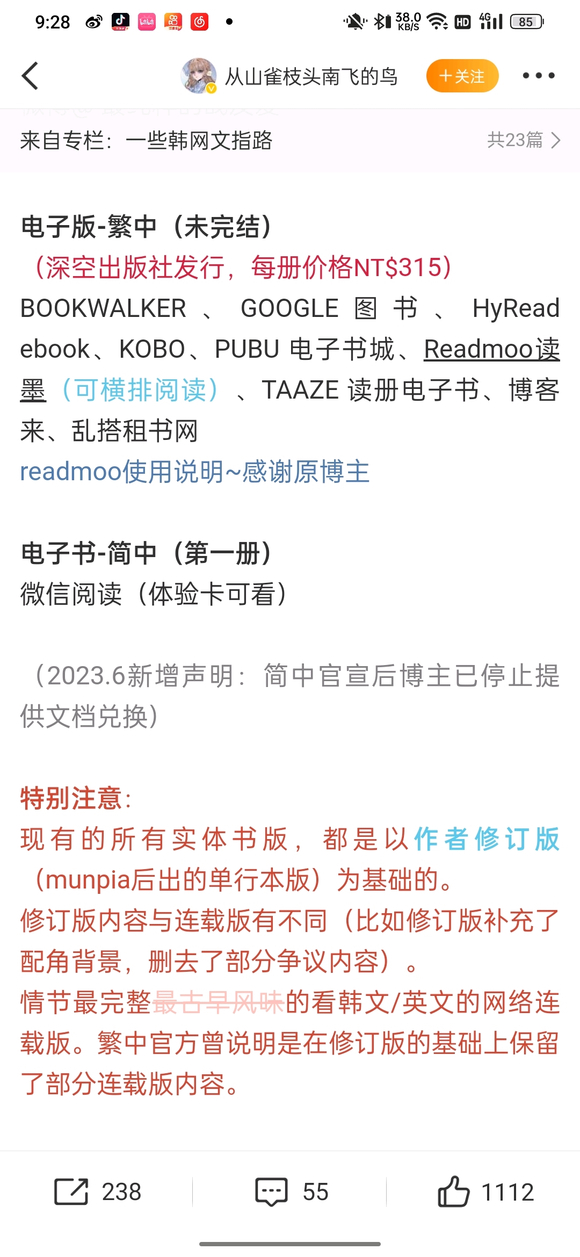 9:28
38.0 KB/S
HD
4G
85
从山雀枝头南飞的鸟
+关注
来自专栏：一些韩网文指路
共23篇
电子版-繁中（未完结）
（深空出版社发行，每册价格NT$315）
BOOKWALKER、GOOGLE图书、HyRead
ebook、KOBO、PUBU 电子书城、Readmoo读
墨（可横排阅读）、TAAZE 读册电子书、博客
来、乱搭租书网
readmoo使用说明~感谢原博主
电子书-简中（第一册）
微信阅读（体验卡可看）
（2023.6新增声明：简中官宣后博主已停止提
供文档兑换）
特别注意：
现有的所有实体书版，都是以作者修订版
（munpia后出的单行本版）为基础的。
修订版内容与连载版有不同（比如修订版补充了
配角背景，删去了部分争议内容）。
情节最完整最古早风味的看韩文/英文的网络连
载版。繁中官方曾说明是在修订版的基础上保留
了部分连载版内容。
238
55
1112